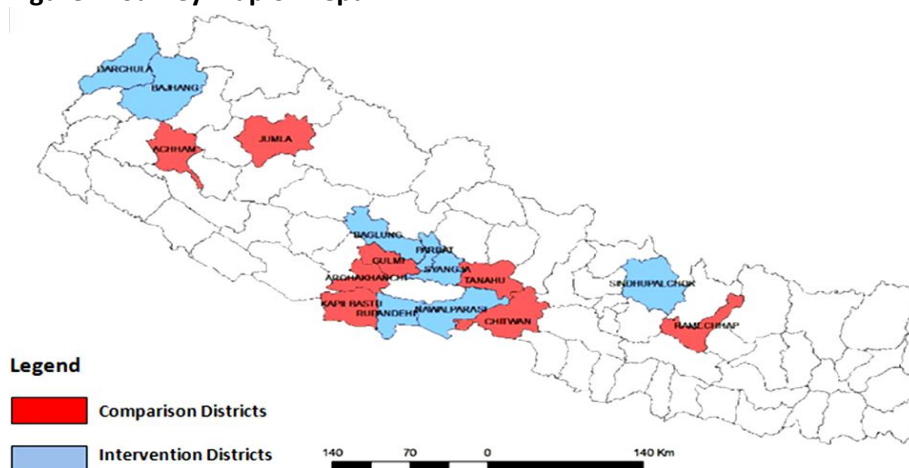 DARCHULA
BAJHANG
ACHHAM
JUMLA
BAGLUNG
PARBAT
GULMI
SYANGJA
ARGHAKHANCHI
TANAHU
KAPILBASTU
RUPANDEHI
NAWALPARASI
CHITWAN
SINDHUPALCHOK
RAMECHHAP
Legend
Comparison Districts
Intervention Districts
140 70 0 140 Km